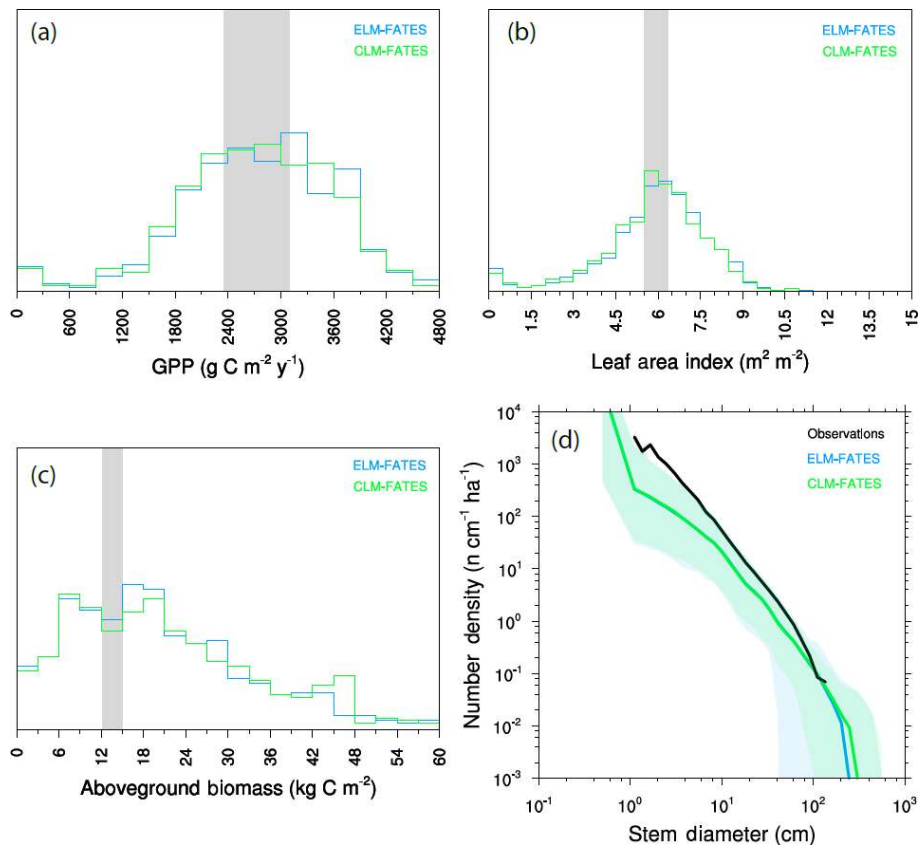 (a)
ELM-FATES
CLM-FATES
0 600 1200 1800 2400 3000 3600 4200 4800
GPP (g C m⁻² y⁻¹)
(b)
ELM-FATES
CLM-FATES
0 1.5 3 4.5 6 7.5 9 10.5 12 13.5 15
Leaf area index (m² m⁻²)
(c)
ELM-FATES
CLM-FATES
0 6 12 18 24 30 36 42 48 54 60
Aboveground biomass (kg C m⁻²)
(d)
Observations
ELM-FATES
CLM-FATES
Number density (n cm⁻¹ ha⁻¹)
10⁴
10³
10²
10¹
10⁰
10⁻¹
10⁻²
10⁻³
10⁻¹ 10⁰ 10¹ 10² 10³
Stem diameter (cm)